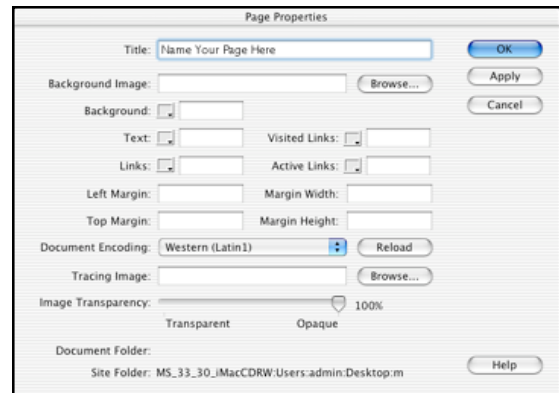 Page Properties
Title: Name Your Page Here OK
Background Image: Browse... Apply
Background: Cancel
Text: Visited Links:
Links: Active Links:
Left Margin: Margin Width:
Top Margin: Margin Height:
Document Encoding: Western (Latin1) Reload
Tracing Image: Browse...
Image Transparency: 100%
Transparent Opaque
Document Folder:
Site Folder: MS_33_30_iMacCDRW:Users:admin:Desktop:m
Help